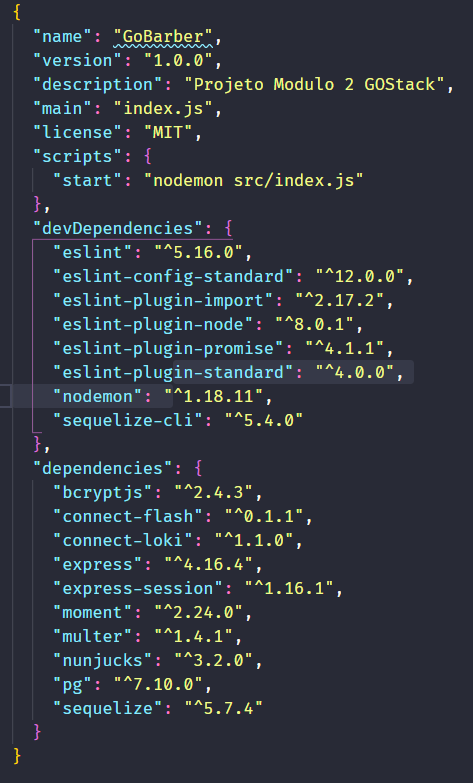 {
"name": "GoBarber",
"version": "1.0.0",
"description": "Projeto Modulo 2 GOStack",
"main": "index.js",
"license": "MIT",
"scripts": {
"start": "nodemon src/index.js"
},
"devDependencies": {
"eslint": "^5.16.0",
"eslint-config-standard": "^12.0.0",
"eslint-plugin-import": "^2.17.2",
"eslint-plugin-node": "^8.0.1",
"eslint-plugin-promise": "^4.1.1",
"eslint-plugin-standard": "^4.0.0",
"nodemon": "^1.18.11",
"sequelize-cli": "^5.4.0"
},
"dependencies": {
"bcryptjs": "^2.4.3",
"connect-flash": "^0.1.1",
"connect-loki": "^1.1.0",
"express": "^4.16.4",
"express-session": "^1.16.1",
"moment": "^2.24.0",
"multer": "^1.4.1",
"nunjucks": "^3.2.0",
"pg": "^7.10.0",
"sequelize": "^5.7.4"
}
}